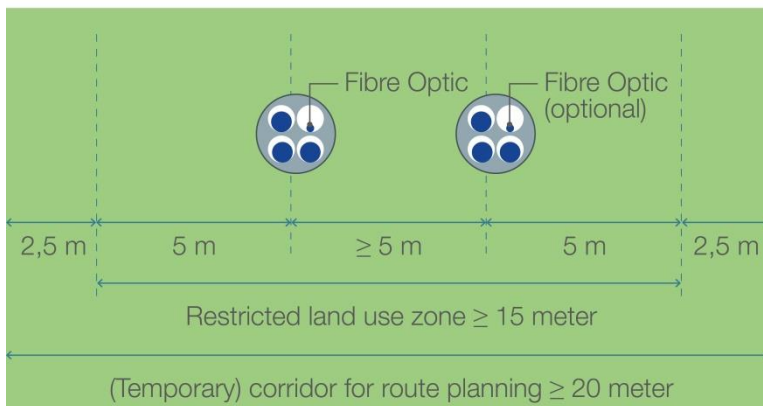 Fibre Optic
Fibre Optic
(optional)
2,5 m
5 m
≥ 5 m
5 m
2,5 m
Restricted land use zone ≥ 15 meter
(Temporary) corridor for route planning ≥ 20 meter